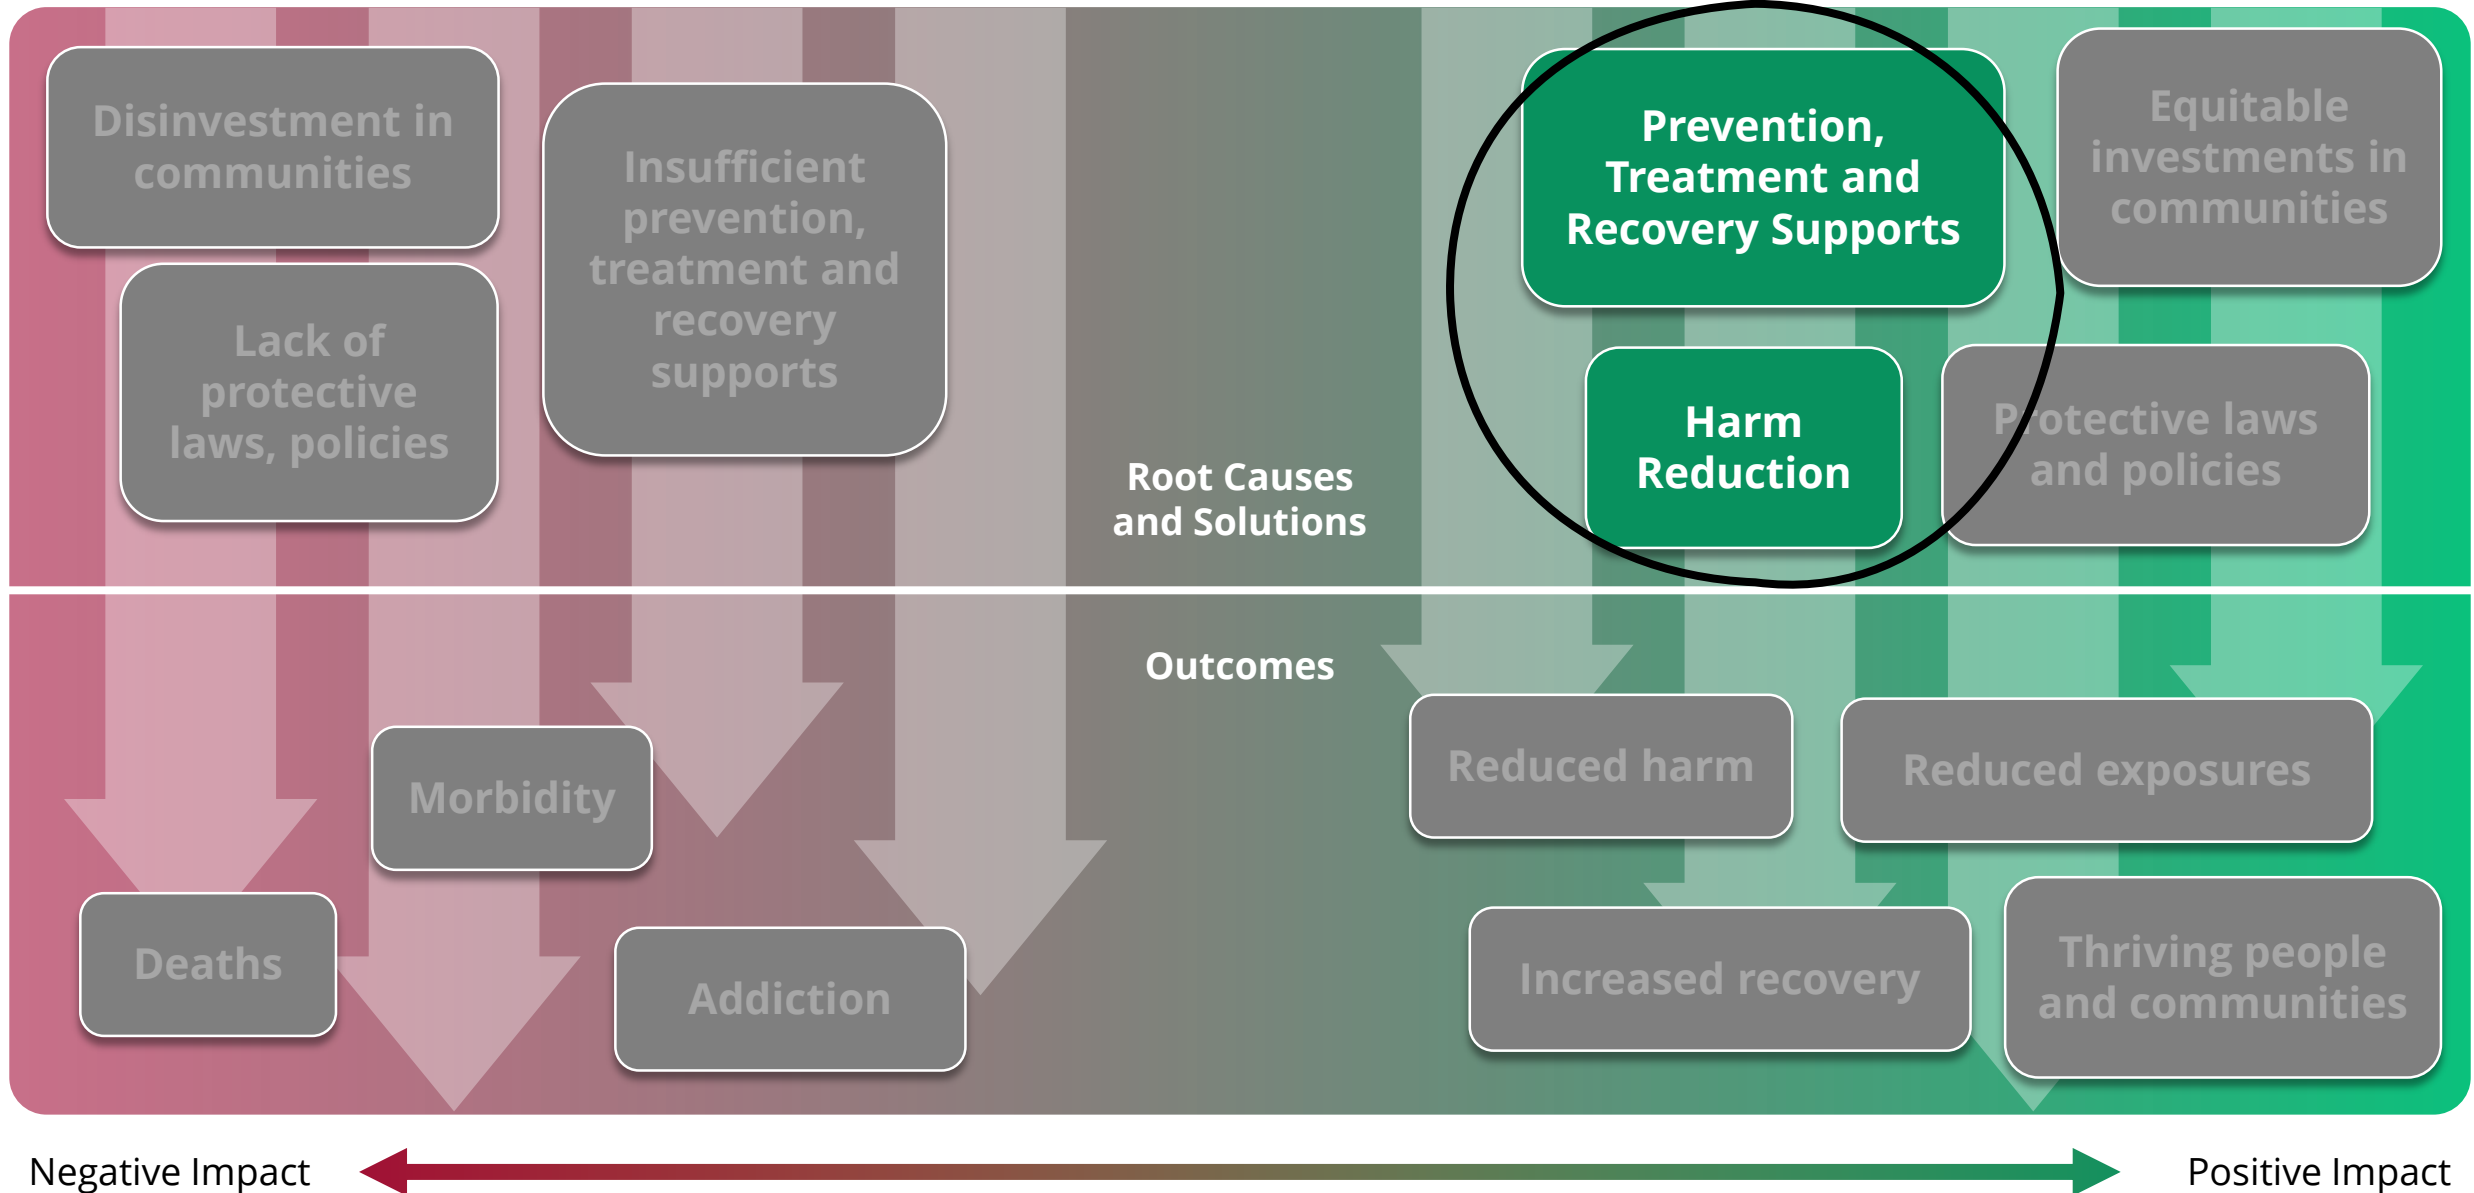 Disinvestment in
communities
Lack of
protective
laws, policies
Insufficient
prevention,
treatment and
recovery
supports
Root Causes
and Solutions
Prevention,
Treatment and
Recovery Supports
Equitable
investments in
communities
Harm
Reduction
Protective laws
and policies
Outcomes
Morbidity
Deaths
Addiction
Reduced harm
Reduced exposures
Increased recovery
Thriving people
and communities
Negative Impact
Positive Impact